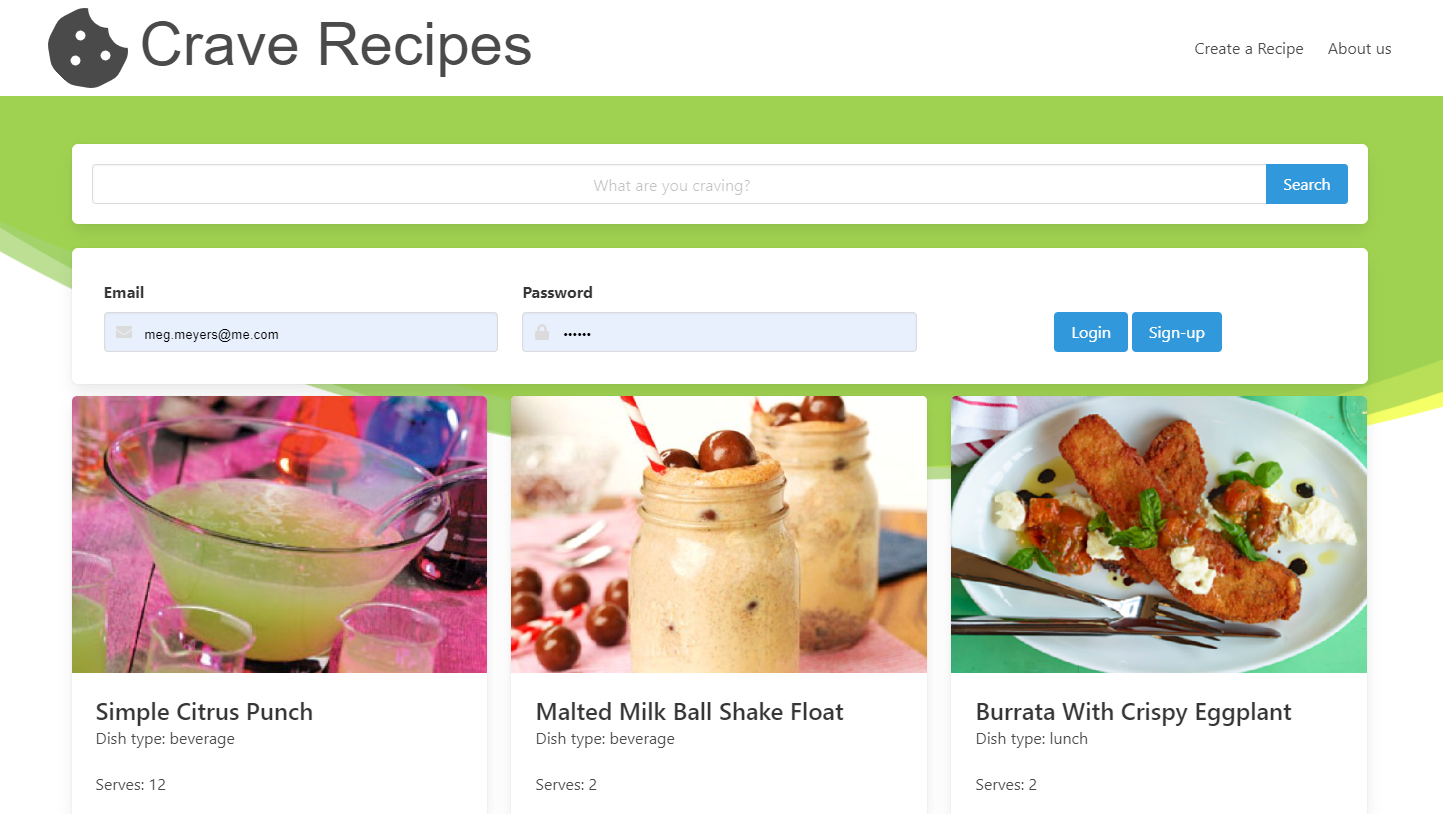 Crave Recipes
Create a Recipe About us
What are you craving? Search
Email Password
meg.meyers@me.com •••••• Login Sign-up
Simple Citrus Punch
Dish type: beverage
Serves: 12
Malted Milk Ball Shake Float
Dish type: beverage
Serves: 2
Burrata With Crispy Eggplant
Dish type: lunch
Serves: 2